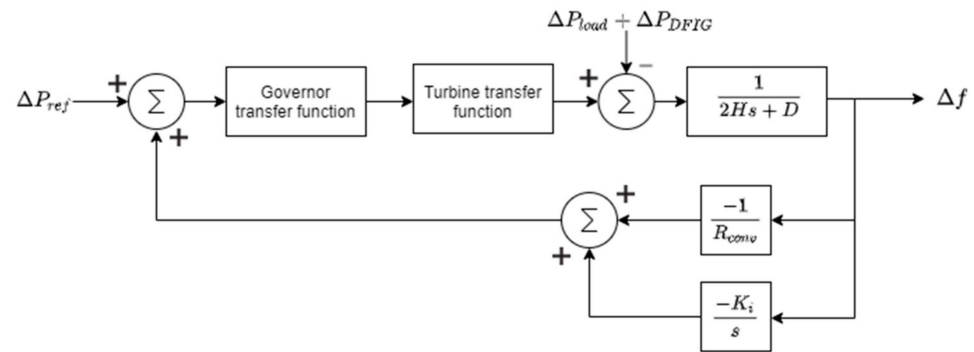 ΔP_load + ΔP_DFIG
+
ΔP_ref
Σ
+
Governor
transfer function
Turbine transfer
function
+
−
Σ
1
2Hs + D
Δf
+
Σ
+
−1
R_conv
−K_i
s